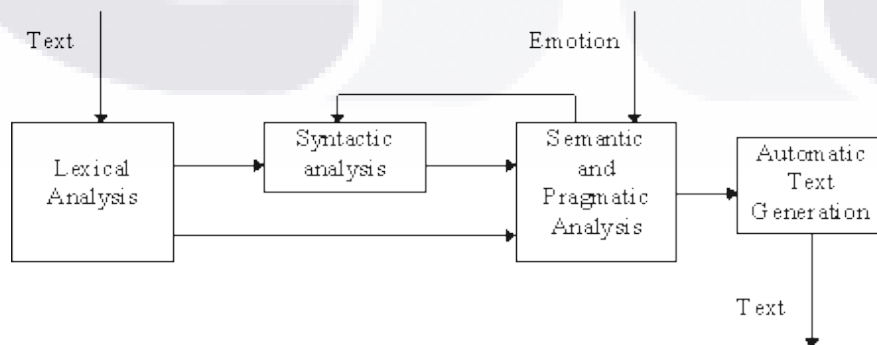 Text
Emotion
Lexical
Analysis
Syntactic
analysis
Semantic
and
Pragmatic
Analysis
Automatic
Text
Generation
Text